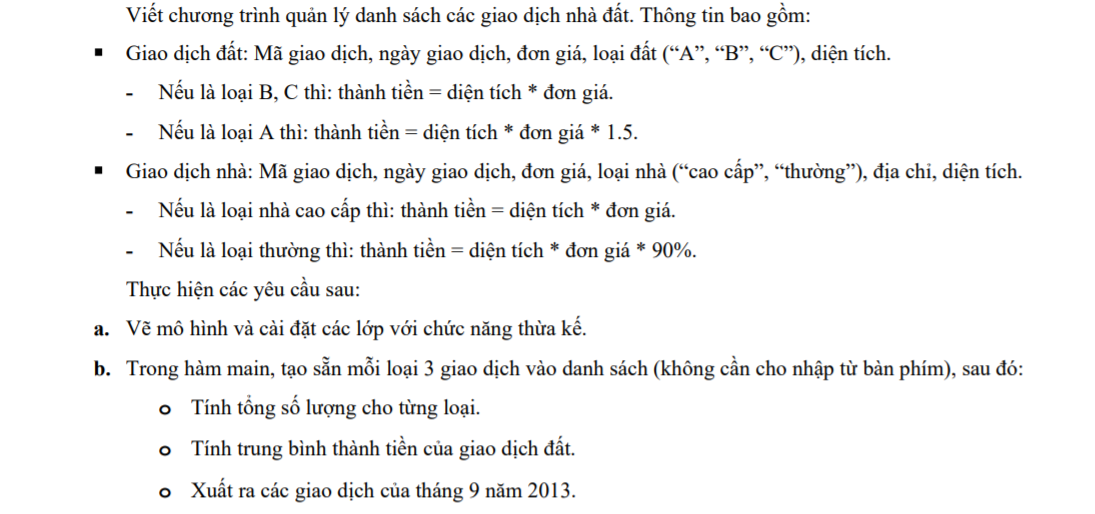 Viết chương trình quản lý danh sách các giao dịch nhà đất. Thông tin bao gồm:
▪ Giao dịch đất: Mã giao dịch, ngày giao dịch, đơn giá, loại đất (“A”, “B”, “C”), diện tích.
- Nếu là loại B, C thì: thành tiền = diện tích * đơn giá.
- Nếu là loại A thì: thành tiền = diện tích * đơn giá * 1.5.
▪ Giao dịch nhà: Mã giao dịch, ngày giao dịch, đơn giá, loại nhà (“cao cấp”, “thường”), địa chỉ, diện tích.
- Nếu là loại nhà cao cấp thì: thành tiền = diện tích * đơn giá.
- Nếu là loại thường thì: thành tiền = diện tích * đơn giá * 90%.
Thực hiện các yêu cầu sau:
a. Vẽ mô hình và cài đặt các lớp với chức năng thừa kế.
b. Trong hàm main, tạo sẵn mỗi loại 3 giao dịch vào danh sách (không cần cho nhập từ bàn phím), sau đó:
o Tính tổng số lượng cho từng loại.
o Tính trung bình thành tiền của giao dịch đất.
o Xuất ra các giao dịch của tháng 9 năm 2013.